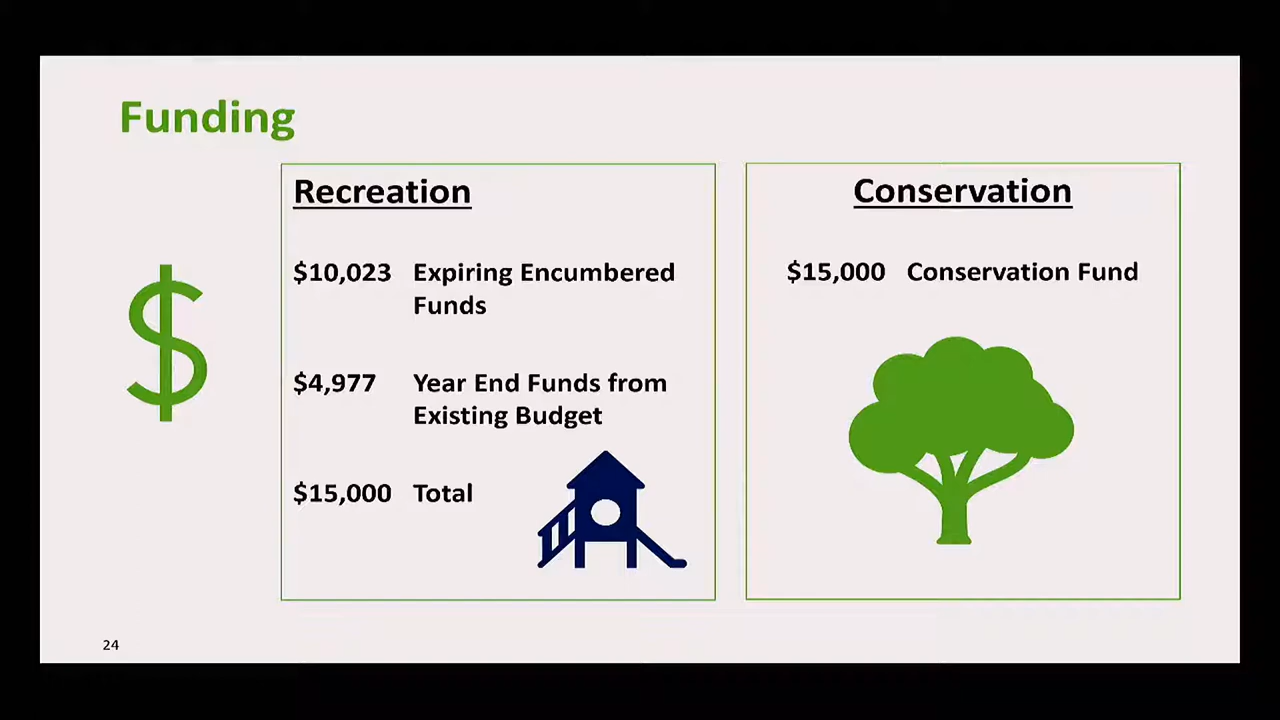 Funding
Recreation
$10,023 Expiring Encumbered
Funds
$4,977 Year End Funds from
Existing Budget
$15,000 Total
Conservation
$15,000 Conservation Fund
24